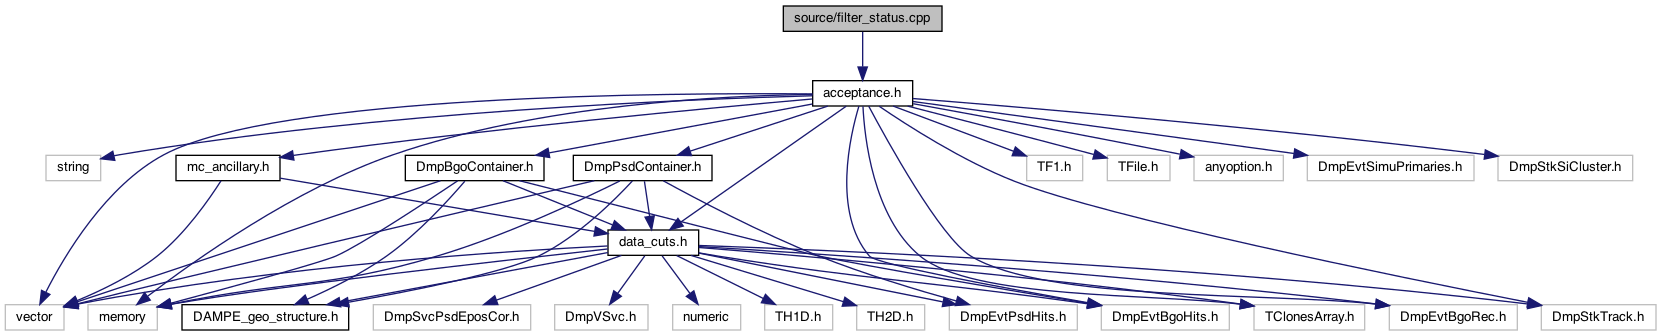 source/filter_status.cpp
acceptance.h
string
mc_ancillary.h
DmpBgoContainer.h
DmpPsdContainer.h
TF1.h
TFile.h
anyoption.h
DmpEvtSimuPrimaries.h
DmpStkSiCluster.h
data_cuts.h
vector
memory
DAMPE_geo_structure.h
DmpSvcPsdEposCor.h
DmpVSvc.h
numeric
TH1D.h
TH2D.h
DmpEvtPsdHits.h
DmpEvtBgoHits.h
TClonesArray.h
DmpEvtBgoRec.h
DmpStkTrack.h